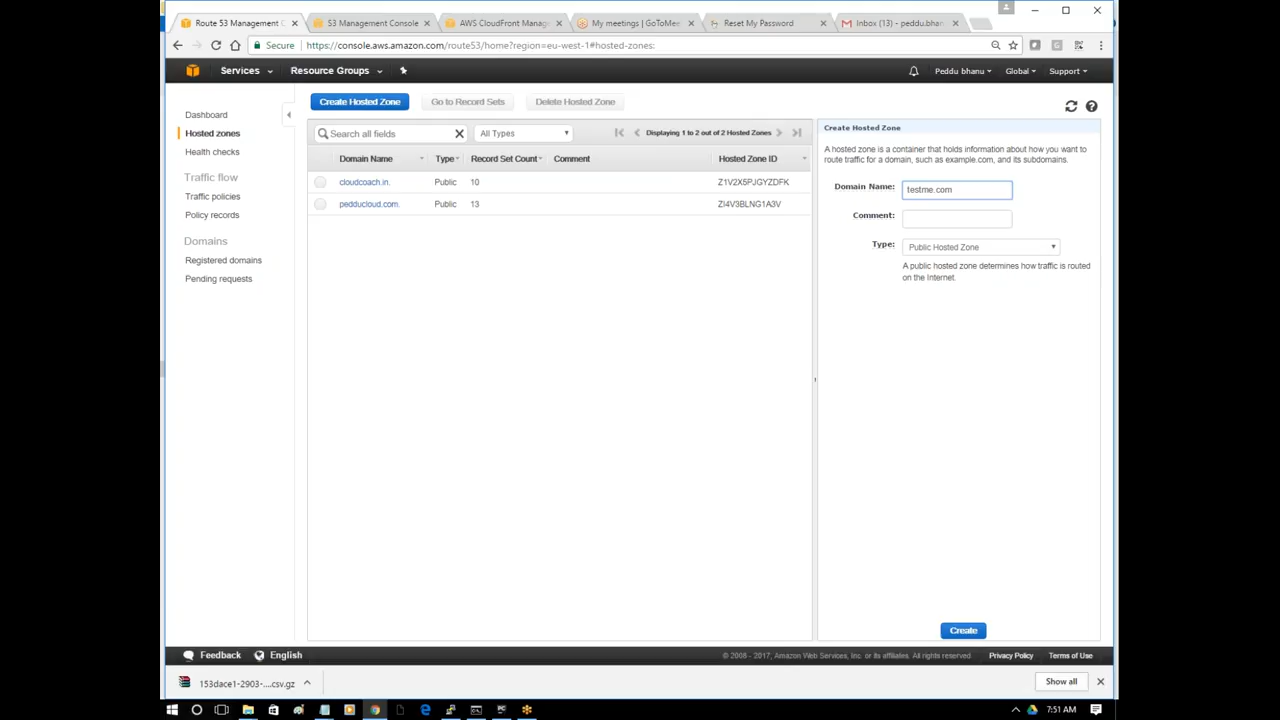 Route 53 Management C
S3 Management Console
AWS CloudFront Manage
My meetings | GoToMee
Reset My Password
Inbox (13) - peddu.bhan
Secure
https://console.aws.amazon.com/route53/home?region=eu-west-1#hosted-zones:
Services
Resource Groups
Peddu bhanu
Global
Support
Dashboard
Hosted zones
Health checks
Traffic flow
Traffic policies
Policy records
Domains
Registered domains
Pending requests
Create Hosted Zone
Go to Record Sets
Delete Hosted Zone
Search all fields
All Types
Displaying 1 to 2 out of 2 Hosted Zones
Domain Name Type Record Set Count Comment Hosted Zone ID
cloudcoach.in. Public 10 Z1V2X5PJGYZDFK
padducloud.com. Public 13 ZI4V3BLNG1A3V
Create Hosted Zone
A hosted zone is a container that holds information about how you want to
route traffic for a domain, such as example.com, and its subdomains.
Domain Name: testme.com
Comment:
Type: Public Hosted Zone
A public hosted zone determines how traffic is routed
on the Internet.
Create
Feedback
English
© 2008 - 2017, Amazon Web Services, Inc. or its affiliates. All rights reserved.
Privacy Policy
Terms of Use
153dace1-2903-....csv.gz
Show all
7:51 AM